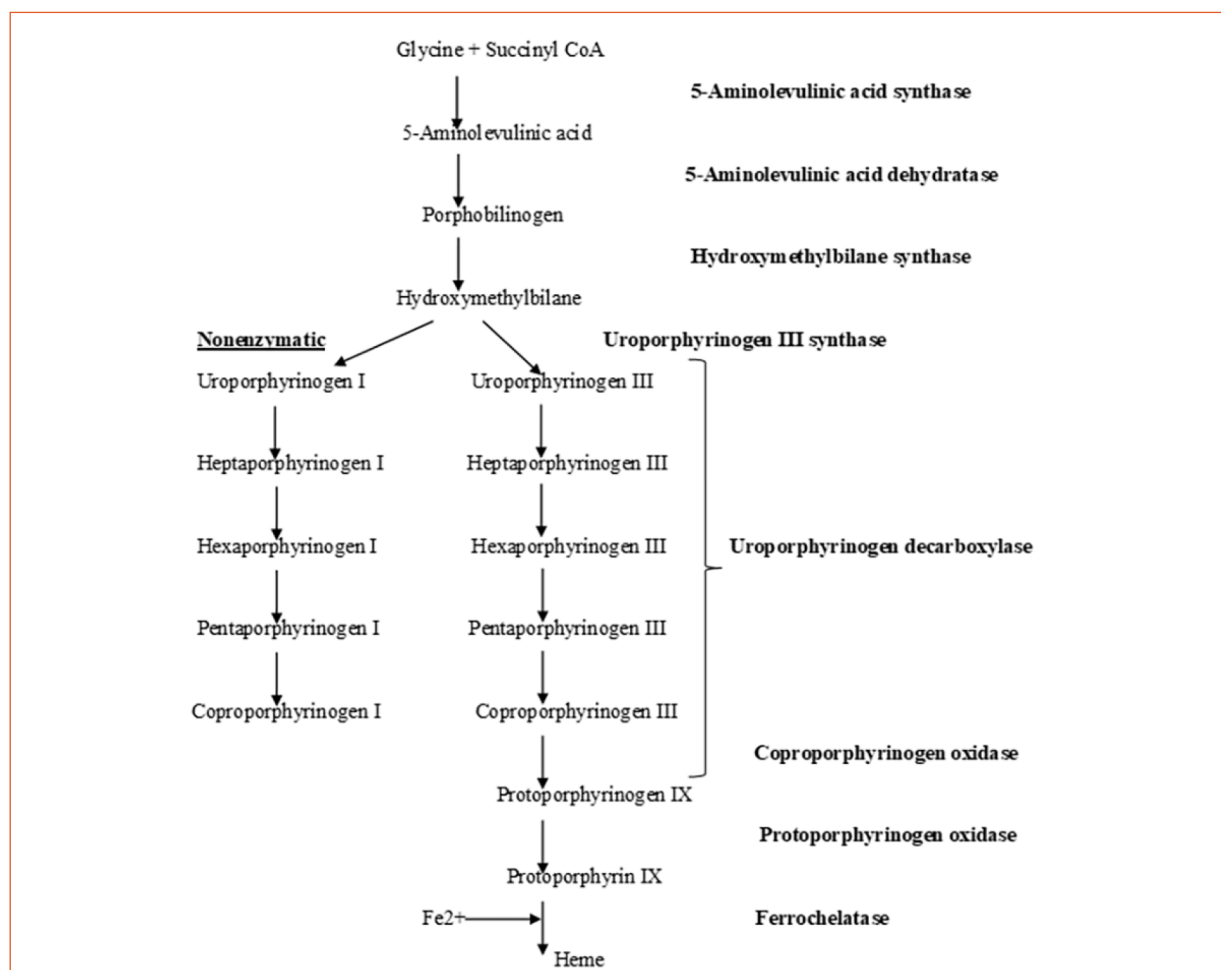 Glycine + Succinyl CoA
5-Aminolevulinic acid synthase
5-Aminolevulinic acid
5-Aminolevulinic acid dehydratase
Porphobilinogen
Hydroxymethylbilane synthase
Hydroxymethylbilane
Nonenzymatic
Uroporphyrinogen III synthase
Uroporphyrinogen I
Uroporphyrinogen III
Heptaporphyrinogen I
Heptaporphyrinogen III
Hexaporphyrinogen I
Hexaporphyrinogen III
Uroporphyrinogen decarboxylase
Pentaporphyrinogen I
Pentaporphyrinogen III
Coproporphyrinogen I
Coproporphyrinogen III
Coproporphyrinogen oxidase
Protoporphyrinogen IX
Protoporphyrinogen oxidase
Protoporphyrin IX
Fe2+
Ferrochelatase
Heme